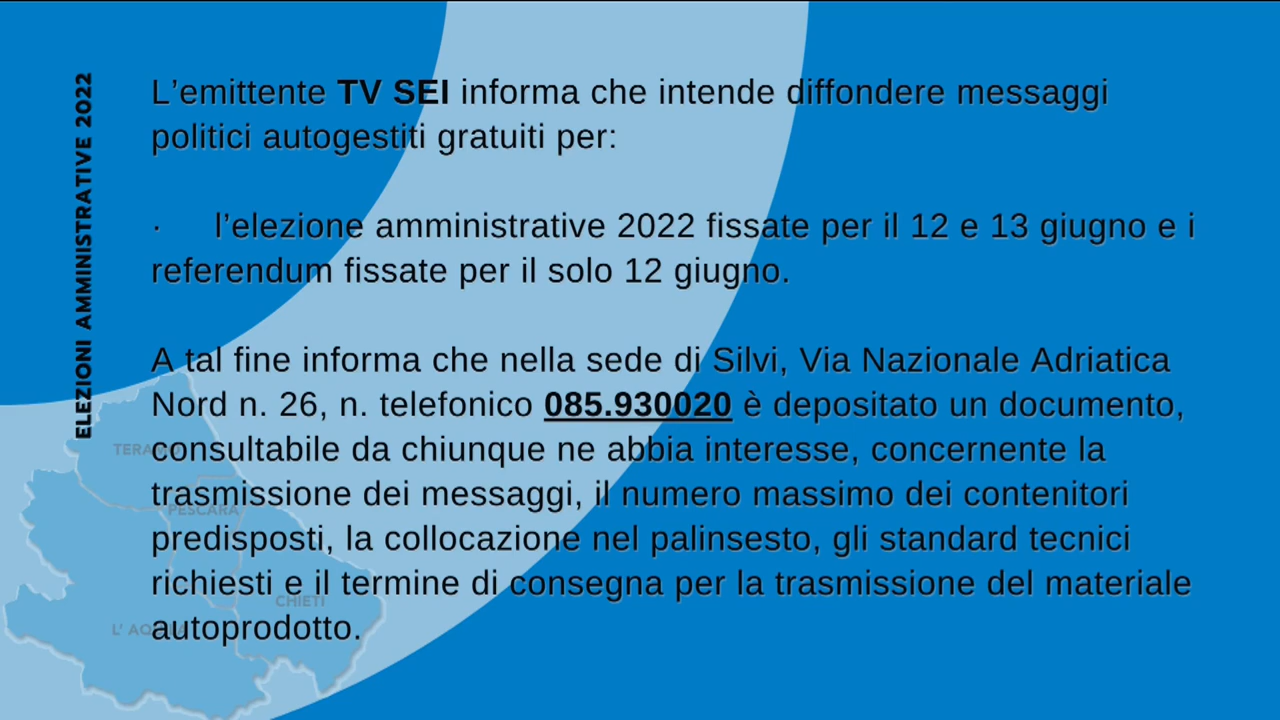 ELEZIONI AMMINISTRATIVE 2022
L’emittente TV SEI informa che intende diffondere messaggi
politici autogestiti gratuiti per:
· l’elezione amministrative 2022 fissate per il 12 e 13 giugno e i
referendum fissate per il solo 12 giugno.
A tal fine informa che nella sede di Silvi, Via Nazionale Adriatica
Nord n. 26, n. telefonico 085.930020 è depositato un documento,
consultabile da chiunque ne abbia interesse, concernente la
trasmissione dei messaggi, il numero massimo dei contenitori
predisposti, la collocazione nel palinsesto, gli standard tecnici
richiesti e il termine di consegna per la trasmissione del materiale
autoprodotto.
PESCARA
CHIETI